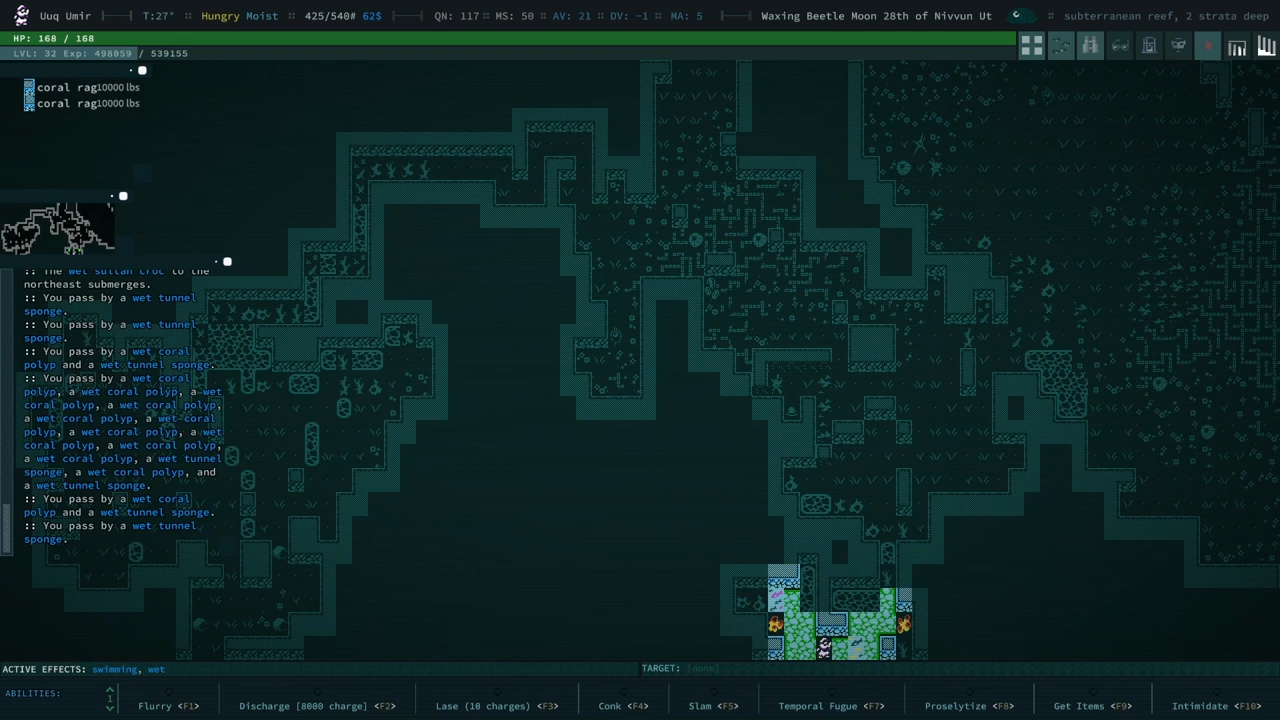 Uuq Umir T:27° :: Hungry Moist :: 425/540# 62$ QN: 117 :: MS: 50 :: AV: 21 :: DV: -1 :: MA: 5 Waxing Beetle Moon 28th of Nivvun Ut :: subterranean reef, 2 strata deep
HP: 168 / 168
LVL: 32 Exp: 498059 / 539155
coral rag 10000 lbs
coral rag 10000 lbs
:: The wet sultan croc to the
northeast submerges.
:: You pass by a wet tunnel
sponge.
:: You pass by a wet tunnel
sponge.
:: You pass by a wet coral
polyp and a wet tunnel sponge.
:: You pass by a wet coral
polyp, a wet coral polyp, a wet
coral polyp, a wet coral polyp,
a wet coral polyp, a wet coral
polyp, a wet coral polyp, a wet
coral polyp, a wet coral polyp,
a wet coral polyp, a wet tunnel
sponge, a wet coral polyp, and
a wet tunnel sponge.
:: You pass by a wet coral
polyp and a wet tunnel sponge.
:: You pass by a wet tunnel
sponge.
ACTIVE EFFECTS: swimming, wet TARGET: [none]
ABILITIES: 1 Flurry <F1> Discharge [8000 charge] <F2> Lase (10 charges) <F3> Conk <F4> Slam <F5> Temporal Fugue <F7> Proselytize <F8> Get Items <F9> Intimidate <F10>